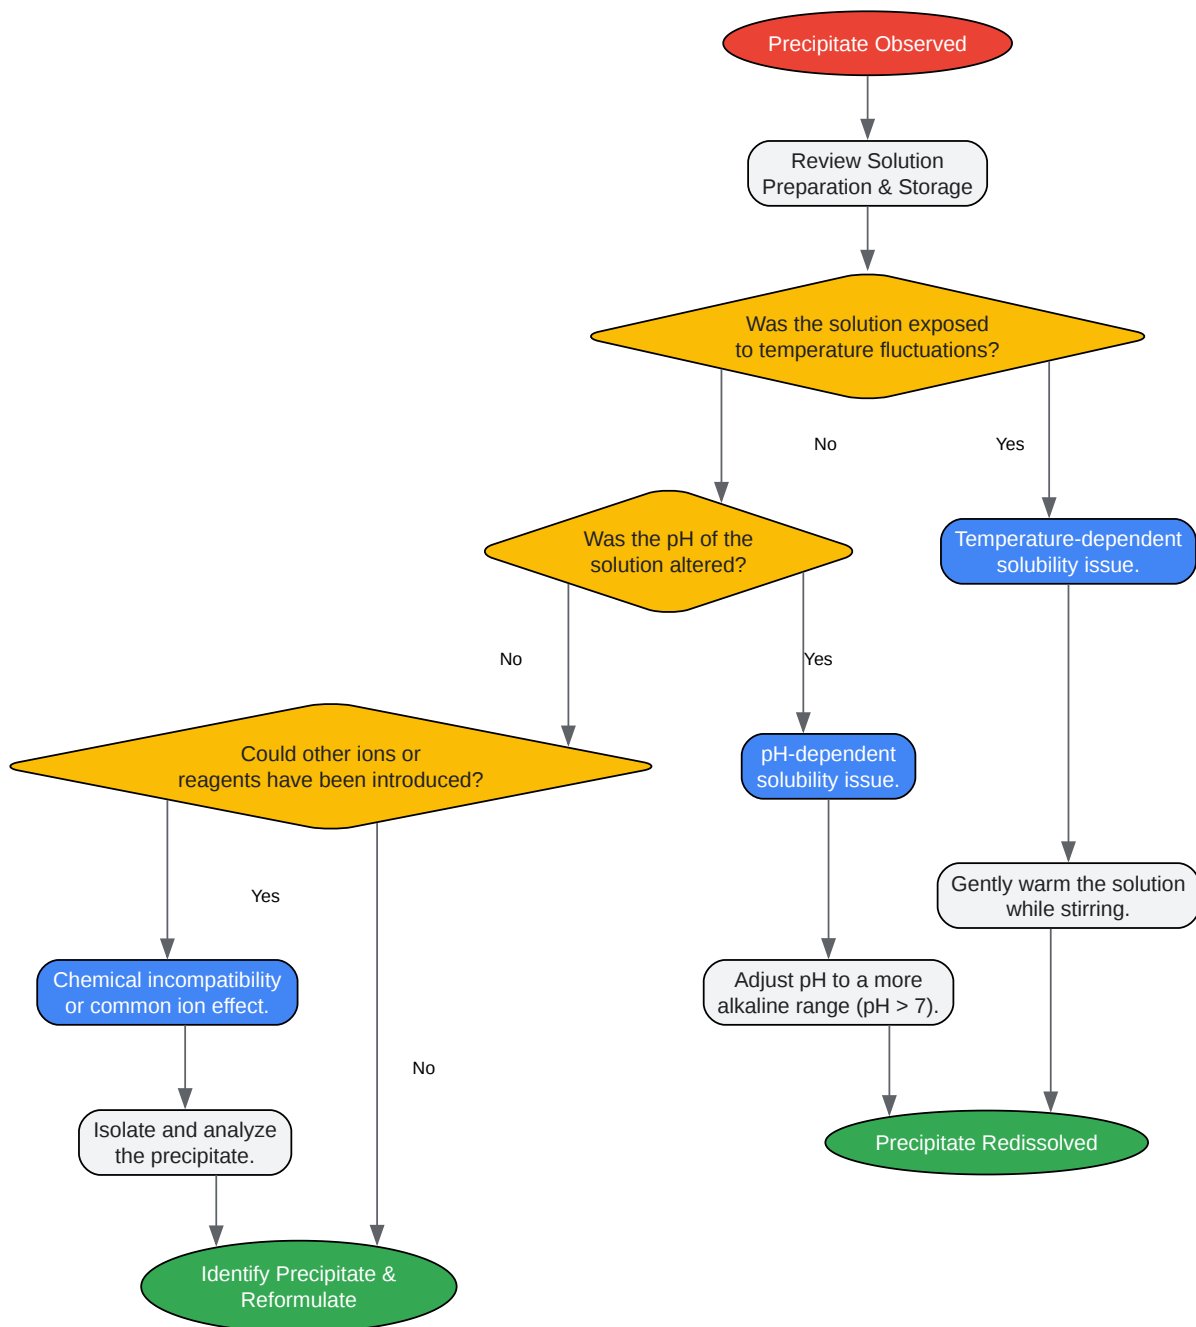 Precipitate Observed
Review Solution
Preparation & Storage
Was the solution exposed
to temperature fluctuations?
No
Yes
Was the pH of the
solution altered?
Temperature-dependent
solubility issue.
No
Yes
Could other ions or
reagents have been introduced?
pH-dependent
solubility issue.
Gently warm the solution
while stirring.
Yes
Chemical incompatibility
or common ion effect.
Adjust pH to a more
alkaline range (pH > 7).
No
Isolate and analyze
the precipitate.
Precipitate Redissolved
Identify Precipitate &
Reformulate